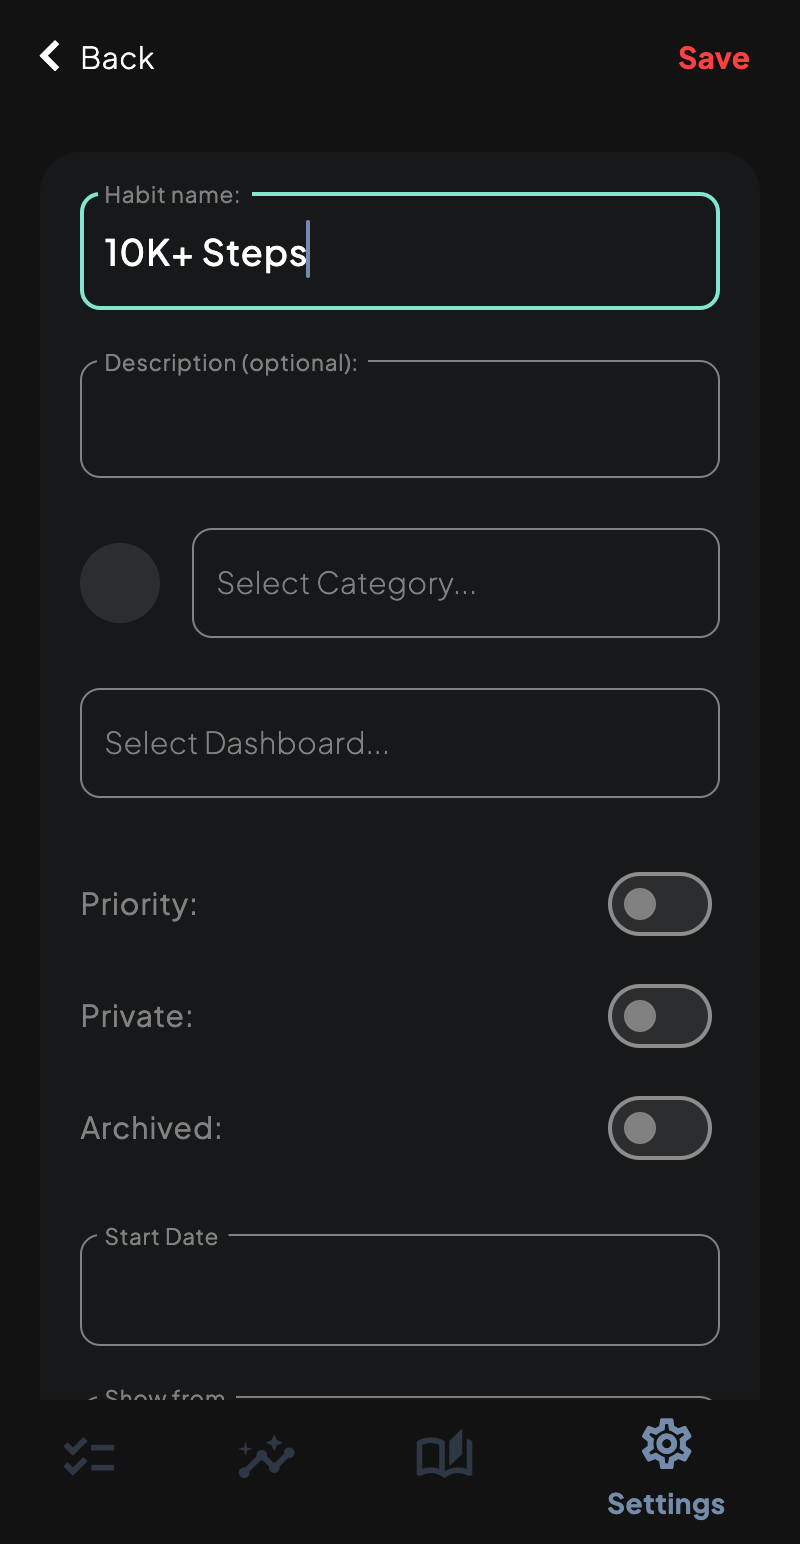 Back
Save
Habit name:
10K+ Steps
Description (optional):
Select Category...
Select Dashboard...
Priority:
Private:
Archived:
Start Date
Show from
Settings